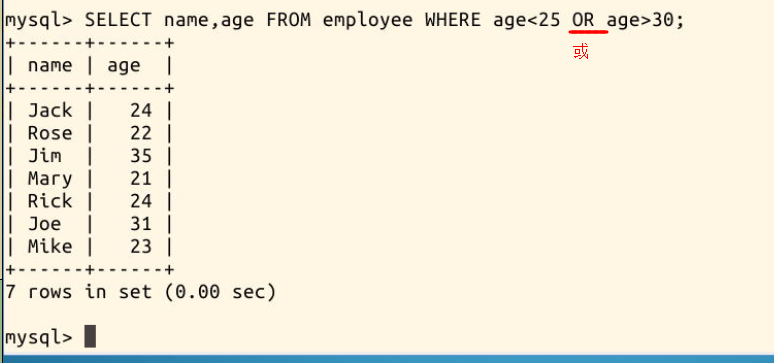 mysql> SELECT name,age FROM employee WHERE age<25 OR age>30;
或
+------+------+
| name | age  |
+------+------+
| Jack |   24 |
| Rose |   22 |
| Jim  |   35 |
| Mary |   21 |
| Rick |   24 |
| Joe  |   31 |
| Mike |   23 |
+------+------+
7 rows in set (0.00 sec)
mysql>